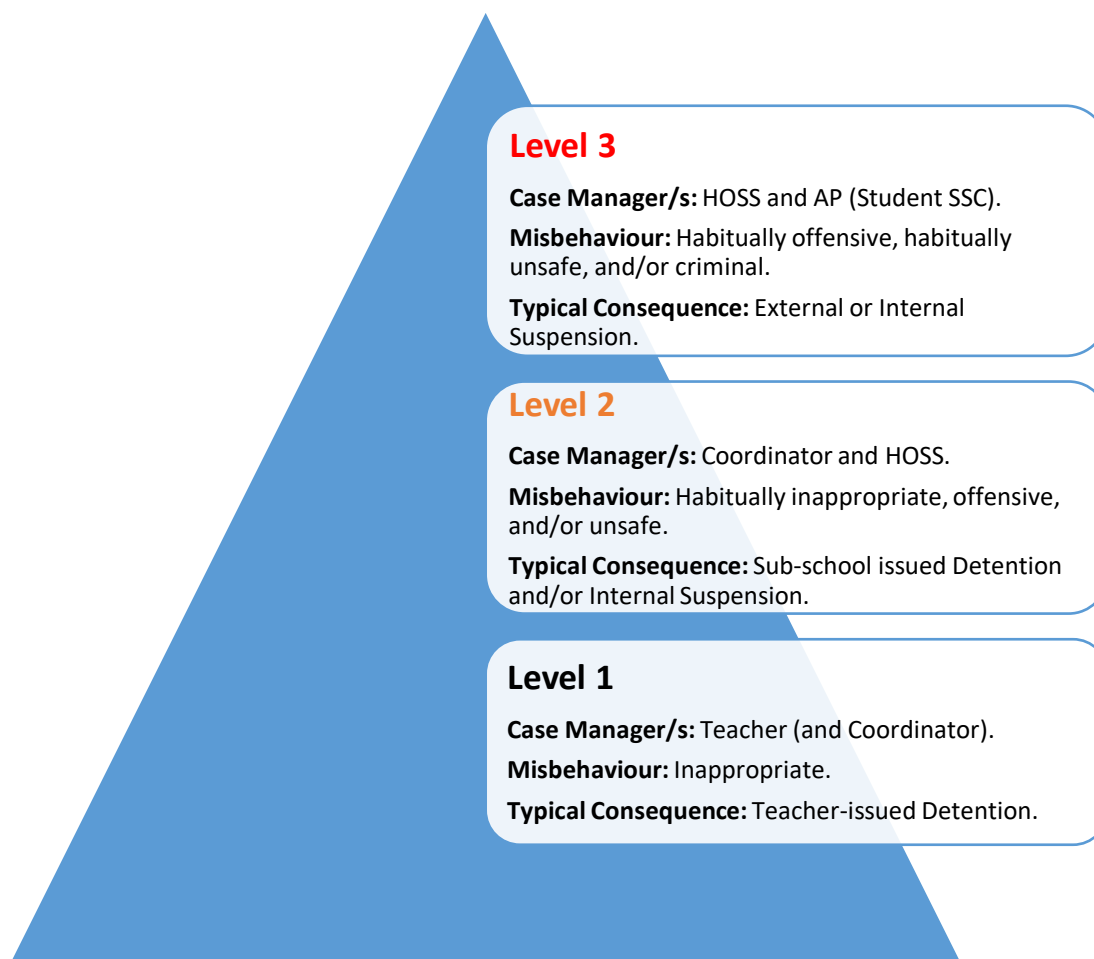 Level 3
Case Manager/s: HOSS and AP (Student SSC).
Misbehaviour: Habitually offensive, habitually
unsafe, and/or criminal.
Typical Consequence: External or Internal
Suspension.
Level 2
Case Manager/s: Coordinator and HOSS.
Misbehaviour: Habitually inappropriate, offensive,
and/or unsafe.
Typical Consequence: Sub-school issued Detention
and/or Internal Suspension.
Level 1
Case Manager/s: Teacher (and Coordinator).
Misbehaviour: Inappropriate.
Typical Consequence: Teacher-issued Detention.